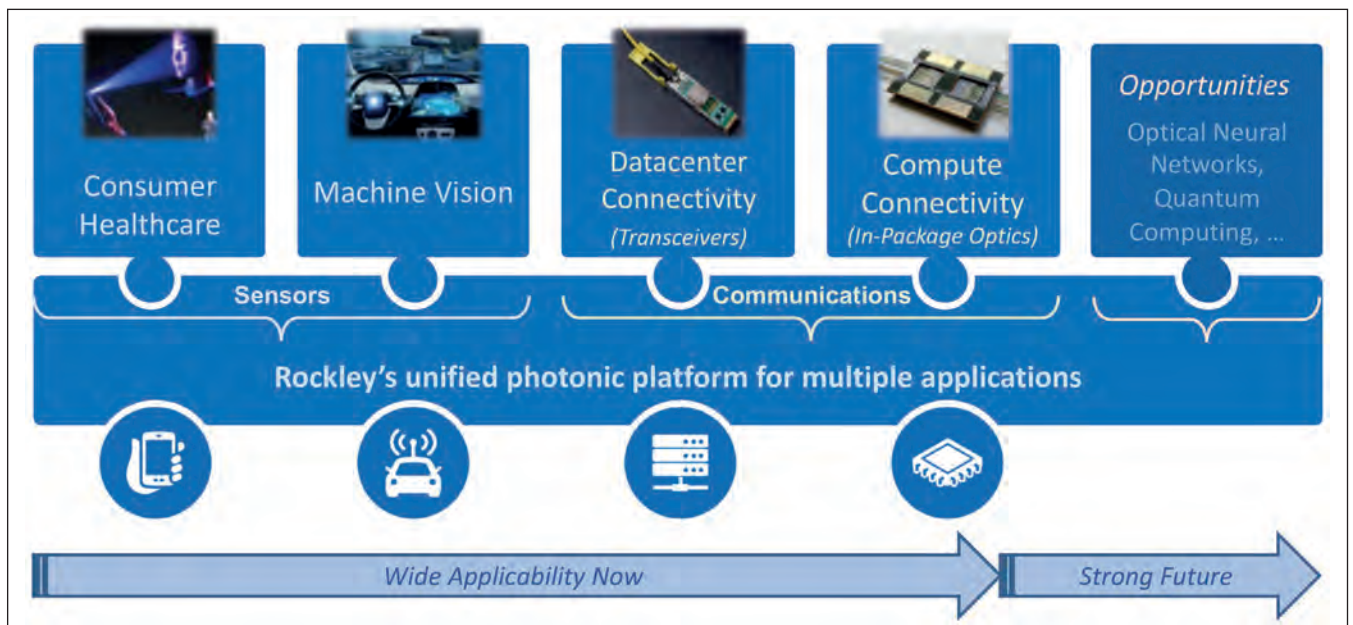 Consumer
Healthcare
Machine Vision
Datacenter
Connectivity
(Transceivers)
Compute
Connectivity
(In-Package Optics)
Opportunities
Optical Neural
Networks,
Quantum
Computing, ...
Sensors
Communications
Rockley's unified photonic platform for multiple applications
Wide Applicability Now
Strong Future